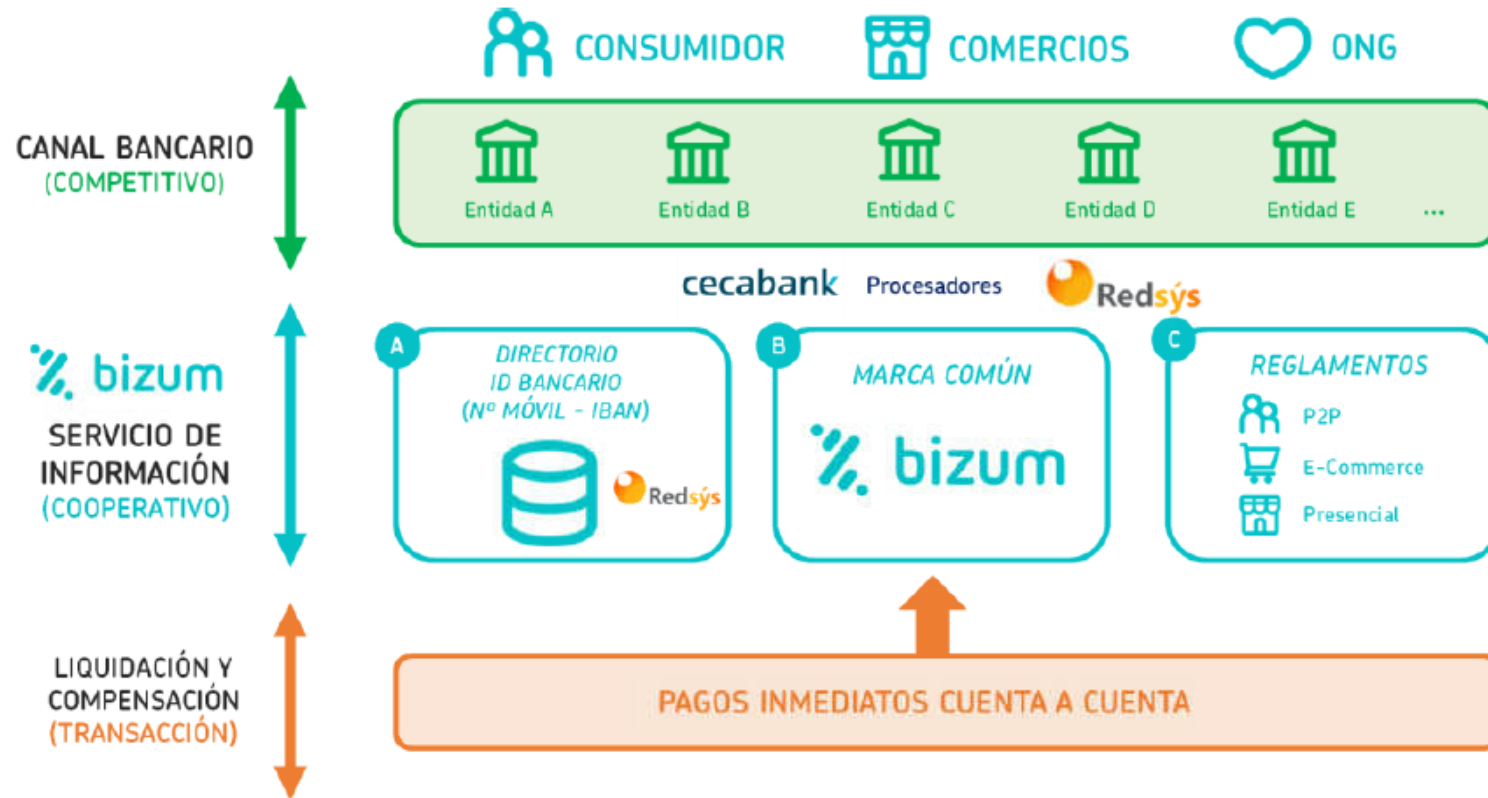 CONSUMIDOR
COMERCIOS
ONG
CANAL BANCARIO
(COMPETITIVO)
Entidad A
Entidad B
Entidad C
Entidad D
Entidad E
...
cecabank
Procesadores
Redsýs
bizum
SERVICIO DE
INFORMACIÓN
(COOPERATIVO)
A
DIRECTORIO
ID BANCARIO
(Nº MÓVIL - IBAN)
Redsýs
B
MARCA COMÚN
bizum
C
REGLAMENTOS
P2P
E-Commerce
Presencial
LIQUIDACIÓN Y
COMPENSACIÓN
(TRANSACCIÓN)
PAGOS INMEDIATOS CUENTA A CUENTA